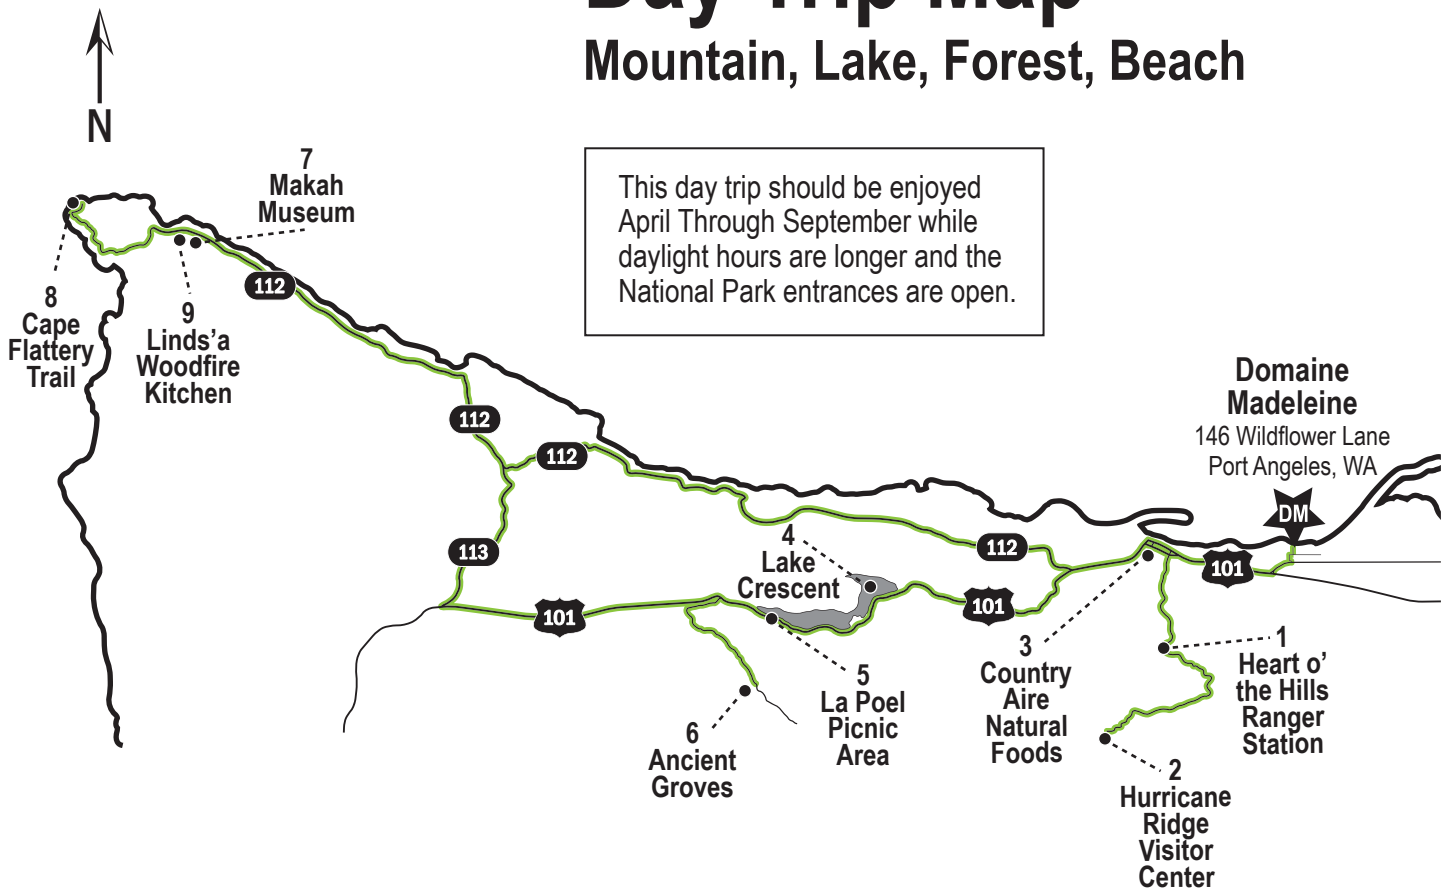 Day Trip Map
Mountain, Lake, Forest, Beach
N
This day trip should be enjoyed
April Through September while
daylight hours are longer and the
National Park entrances are open.
7
Makah
Museum
112
8
Cape
Flattery
Trail
9
Linds’a
Woodfire
Kitchen
Domaine
Madeleine
146 Wildflower Lane
Port Angeles, WA
DM
112
112
113
4
Lake
Crescent
112
101
101
101
3
Country
Aire
Natural
Foods
1
Heart o’
the Hills
Ranger
Station
5
La Poel
Picnic
Area
6
Ancient
Groves
2
Hurricane
Ridge
Visitor
Center